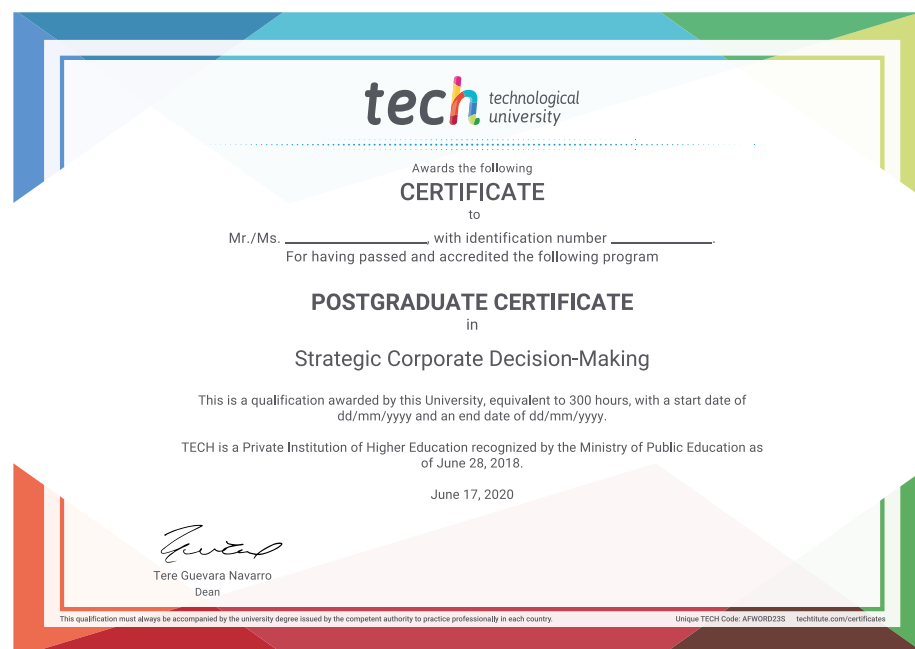 tech technological
university
Awards the following
CERTIFICATE
to
Mr./Ms. ____________________, with identification number ______________.
For having passed and accredited the following program
POSTGRADUATE CERTIFICATE
in
Strategic Corporate Decision-Making
This is a qualification awarded by this University, equivalent to 300 hours, with a start date of
dd/mm/yyyy and an end date of dd/mm/yyyy.
TECH is a Private Institution of Higher Education recognized by the Ministry of Public Education as
of June 28, 2018.
June 17, 2020
Tere Guevara Navarro
Dean
This qualification must always be accompanied by the university degree issued by the competent authority to practice professionally in each country.
Unique TECH Code: AFWORD23S techtitute.com/certificates